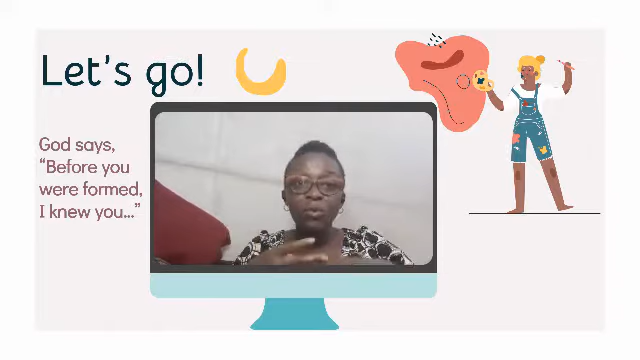 Let's go!
God says,
"Before you
were formed,
I knew you..."